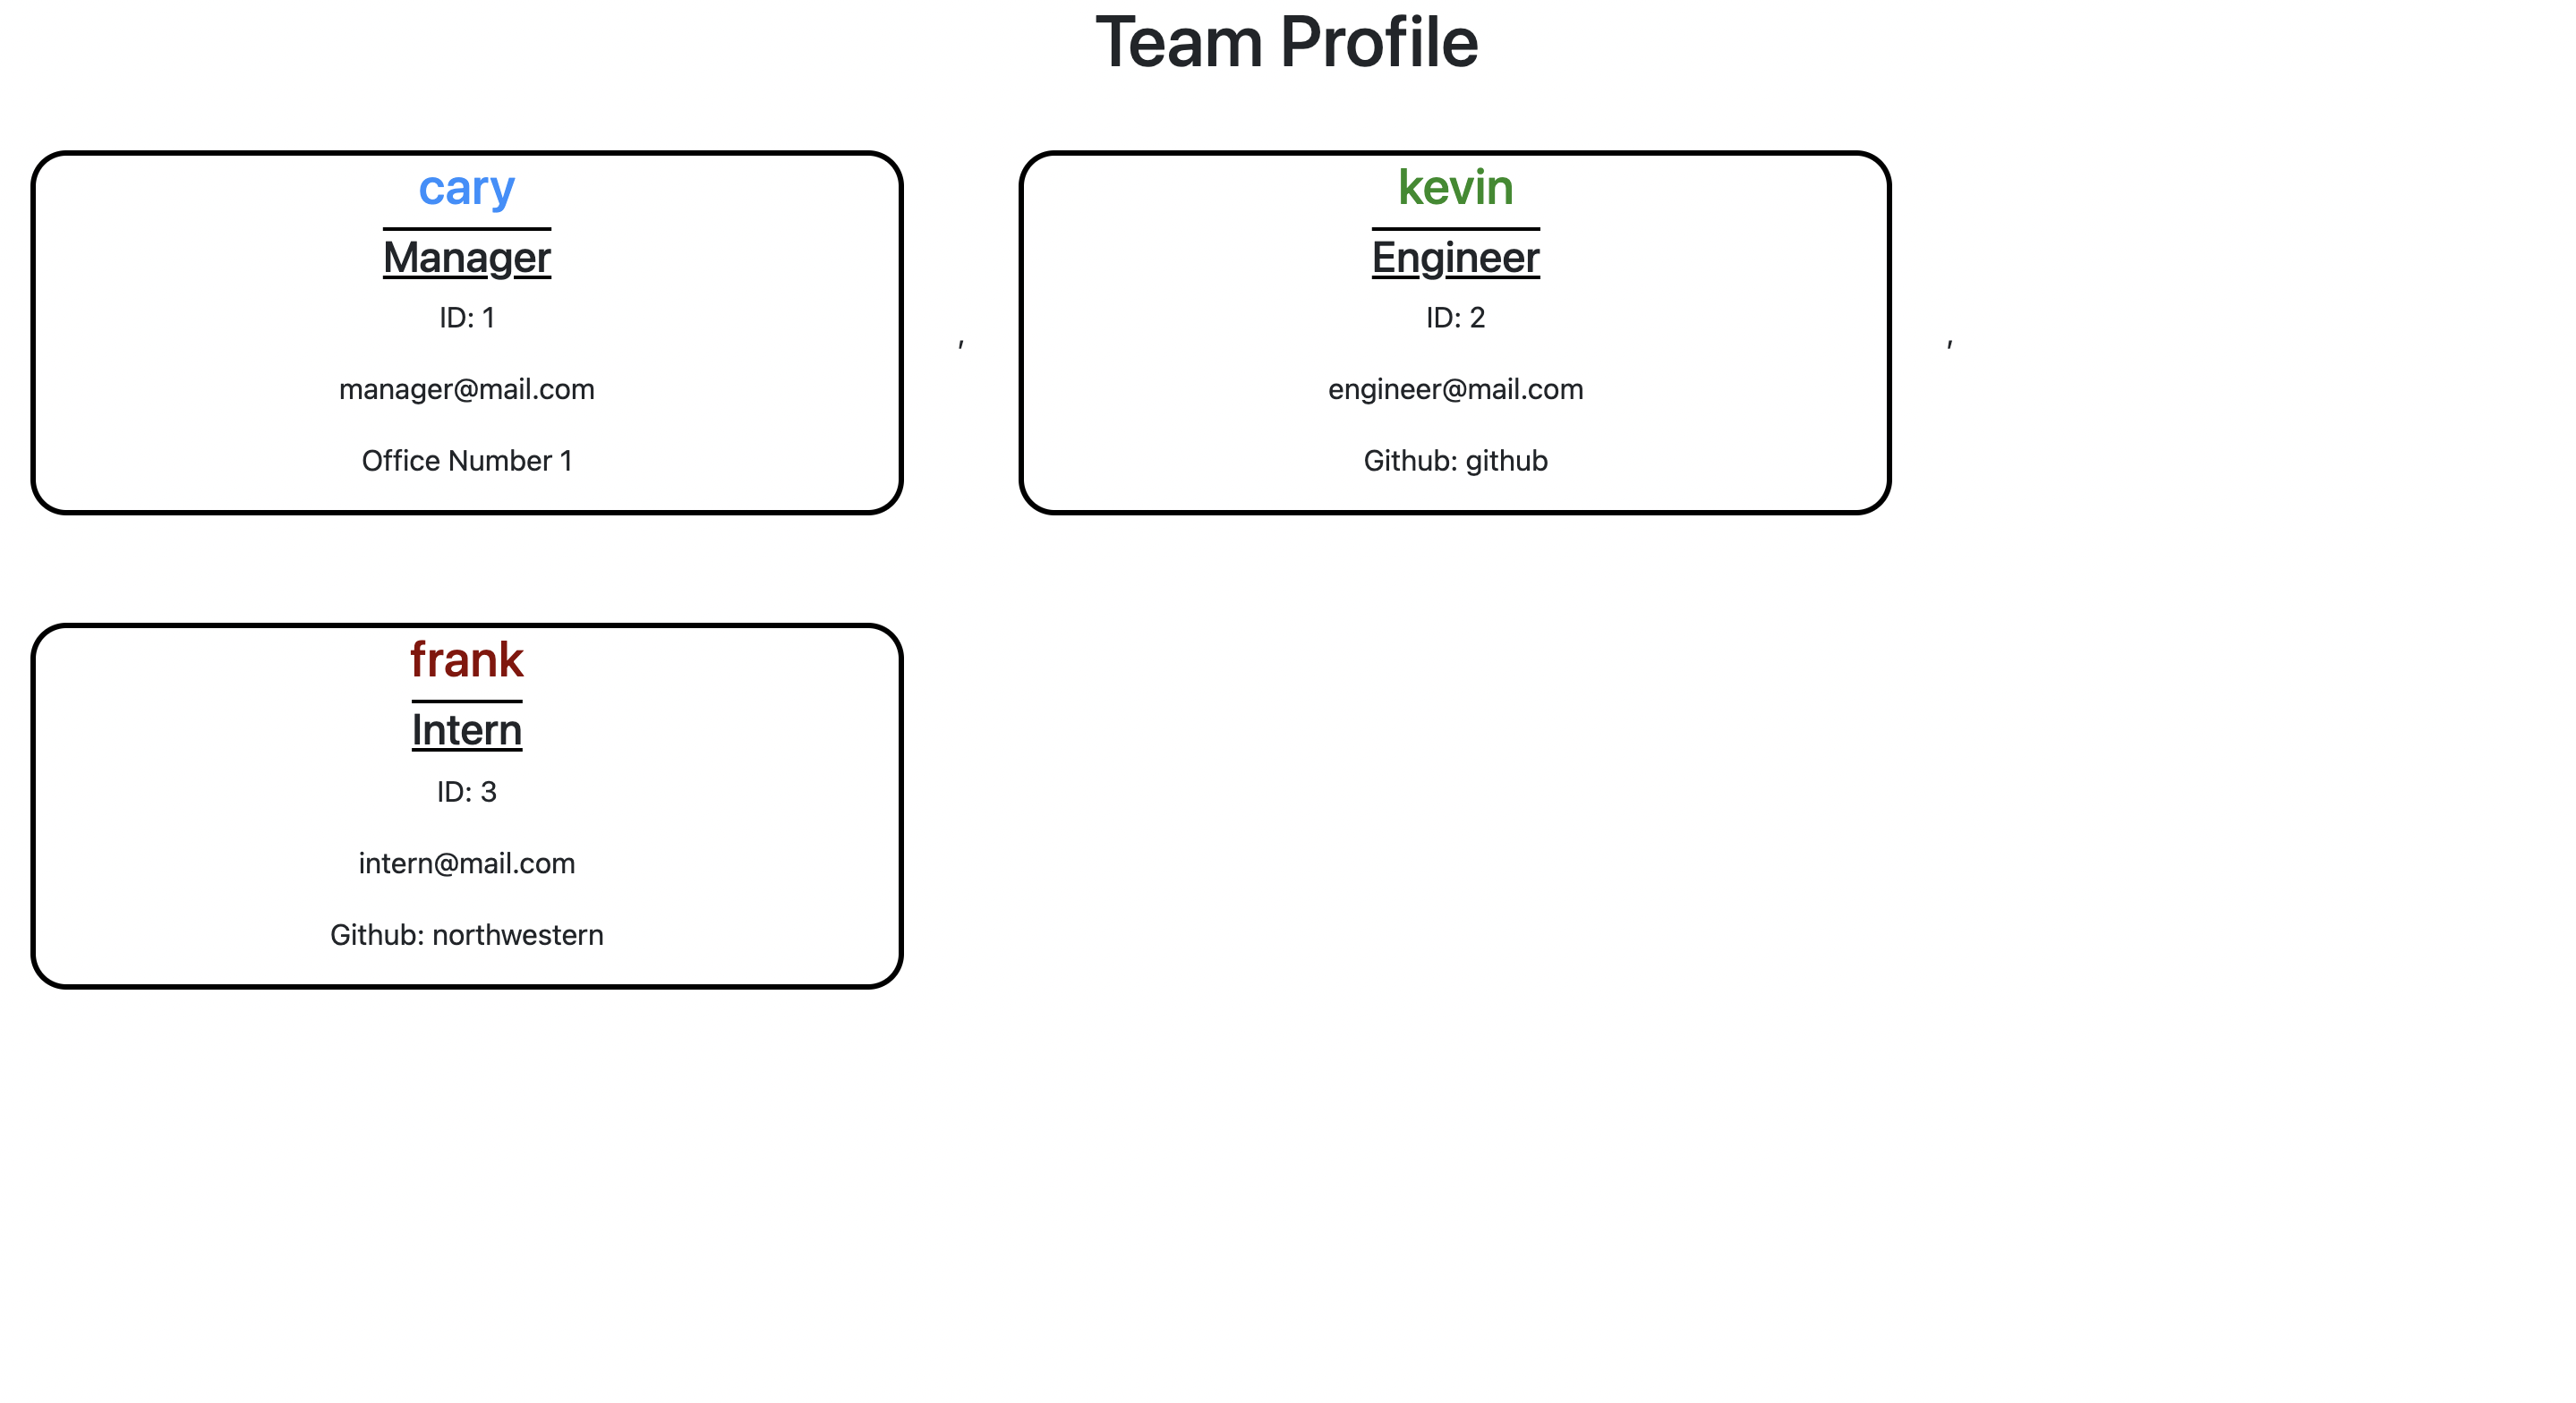 Team Profile
cary
Manager
ID: 1
manager@mail.com
Office Number 1
,
kevin
Engineer
ID: 2
engineer@mail.com
Github: github
,
frank
Intern
ID: 3
intern@mail.com
Github: northwestern